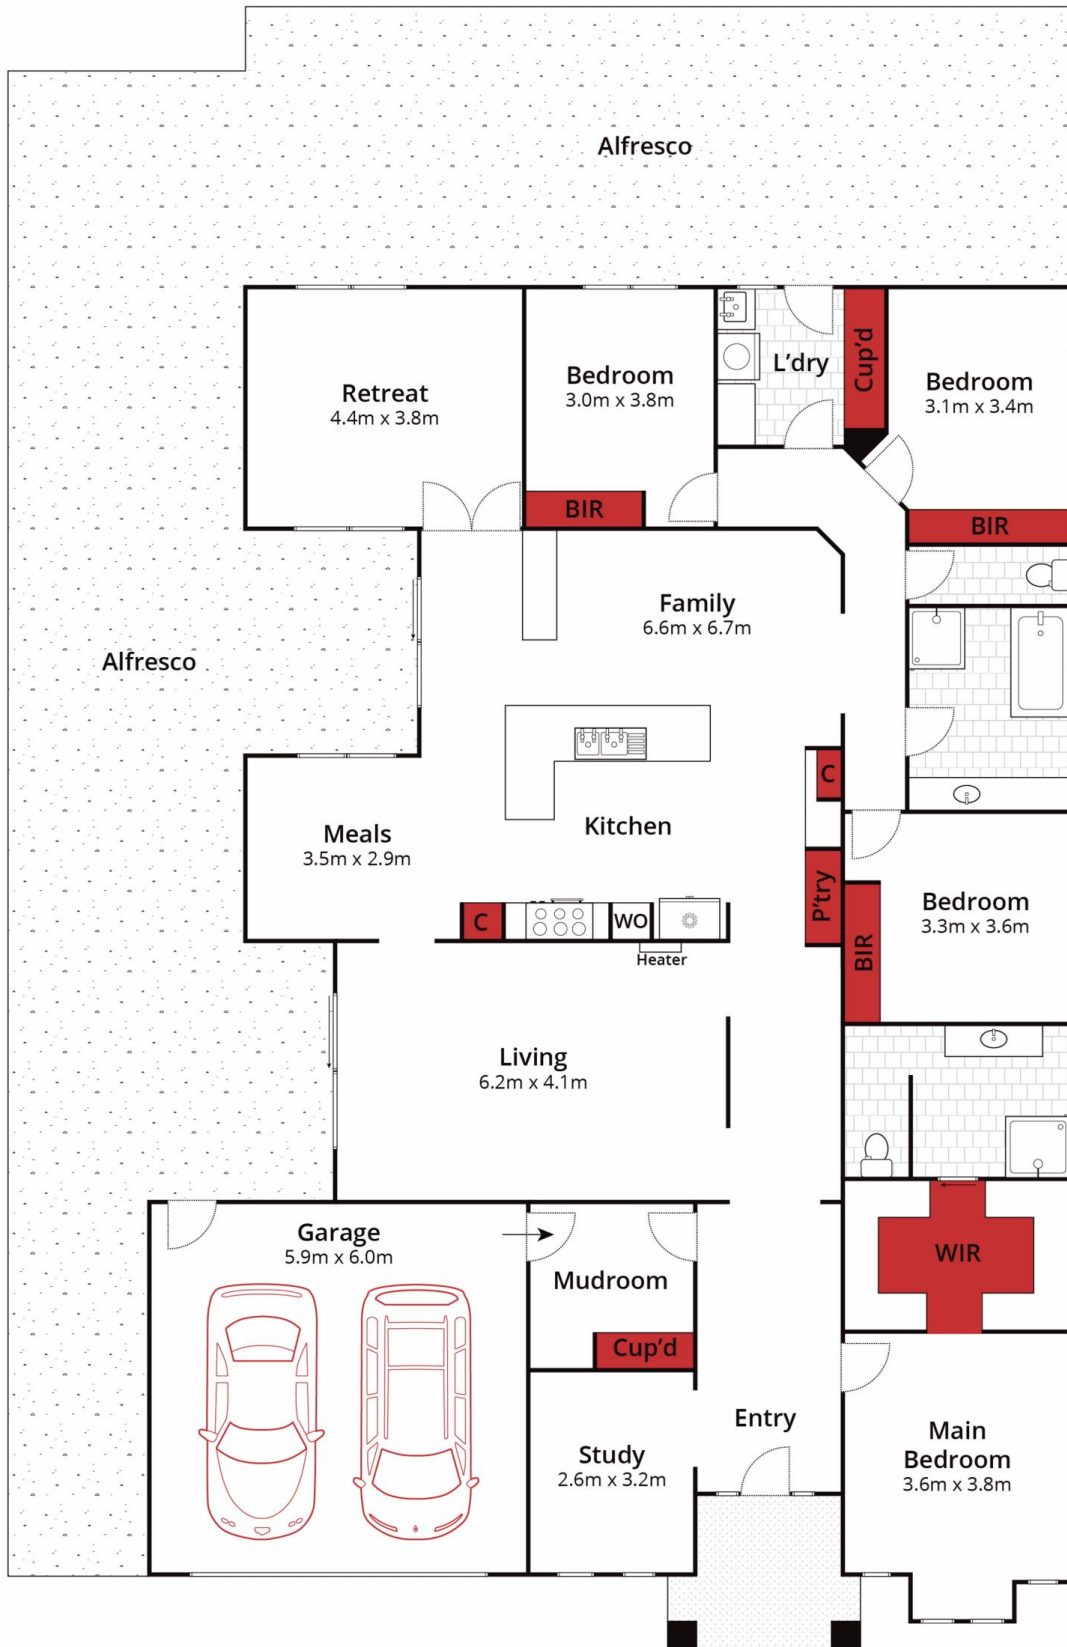 Alfresco
Retreat
4.4m x 3.8m
Bedroom
3.0m x 3.8m
L'dry
Cup'd
Bedroom
3.1m x 3.4m
BIR
BIR
Family
6.6m x 6.7m
Alfresco
C
Kitchen
Meals
3.5m x 2.9m
P'try
Bedroom
3.3m x 3.6m
BIR
C
WO
Heater
Living
6.2m x 4.1m
Garage
5.9m x 6.0m
Mudroom
WIR
Cup'd
Entry
Main
Bedroom
3.6m x 3.8m
Study
2.6m x 3.2m